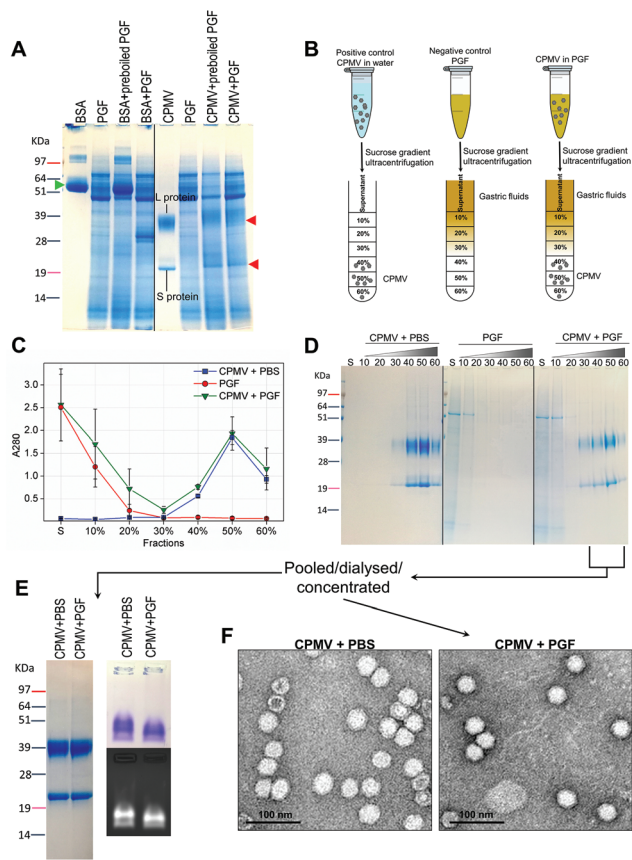 A
BSA
PGF
BSA+preboiled PGF
BSA+PGF
CPMV
PGF
CPMV+preboiled PGF
CPMV+PGF
KDa
97
64
51
39
28
19
14
L protein
S protein
B
Positive control
CPMV in water
Negative control
PGF
CPMV in PGF
Sucrose gradient
ultracentrifugation
Sucrose gradient
ultracentrifugation
Sucrose gradient
ultracentrifugation
Supernatant
10%
20%
30%
40%
50%
60%
CPMV
Gastric fluids
Supernatant
10%
20%
30%
40%
50%
60%
Gastric fluids
Supernatant
10%
20%
30%
40%
50%
60%
CPMV
C
CPMV + PBS
PGF
CPMV + PGF
A280
3.0
2.5
2.0
1.5
1.0
0.5
S 10% 20% 30% 40% 50% 60%
Fractions
D
CPMV + PBS PGF CPMV + PGF
S 10 20 30 40 50 60 S 10 20 30 40 50 60 S 10 20 30 40 50 60
KDa
97
64
51
39
28
19
14
Pooled/dialysed/
concentrated
E
CPMV+PBS
CPMV+PGF
CPMV+PBS
CPMV+PGF
KDa
97
64
51
39
28
19
14
F
CPMV + PBS
CPMV + PGF
100 nm
100 nm